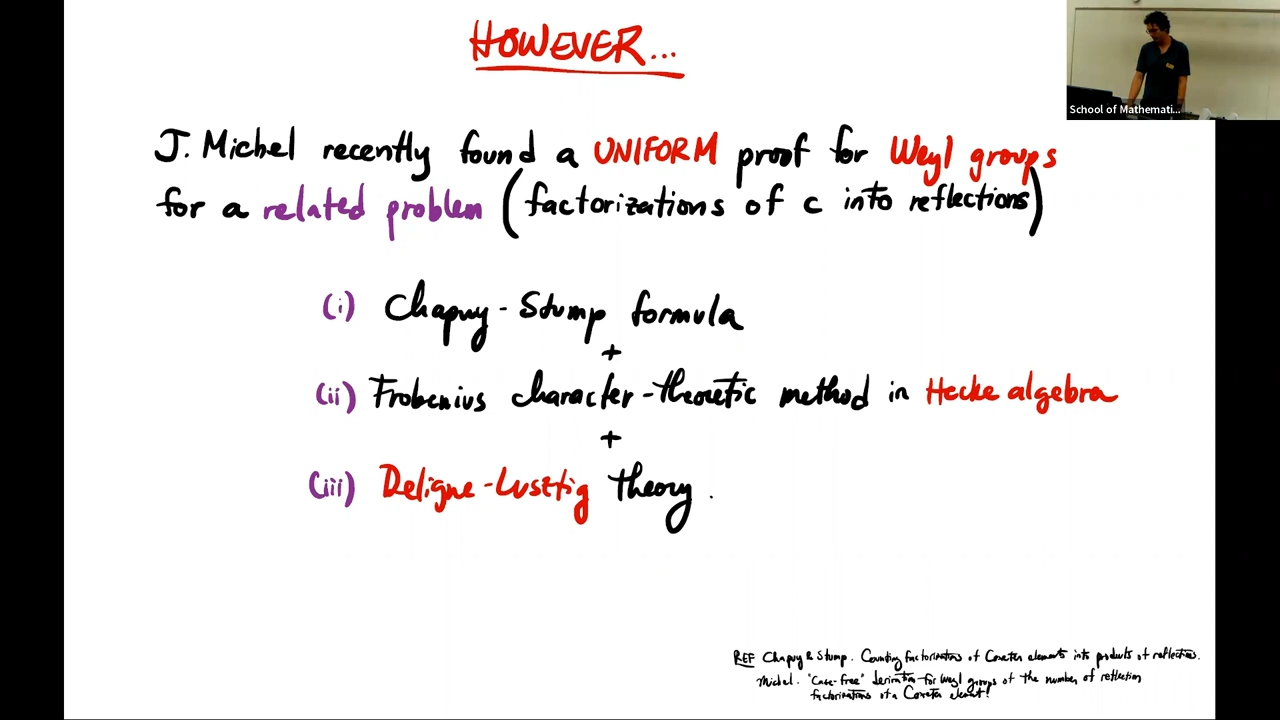 HOWEVER...
School of Mathemati...
J. Michel recently found a UNIFORM proof for Weyl groups
for a related problem (factorizations of c into reflections)
(i) Chapuy - Stump formula
+
(ii) Frobenius character-theoretic method in Hecke algebra
+
(iii) Deligne-Lusztig theory.
REF Chapuy & Stump. Counting factorizations of Coxeter elements into products of reflections.
Michel. "Case-free" derivation for Weyl groups of the number of reflection
factorizations of a Coxeter element!